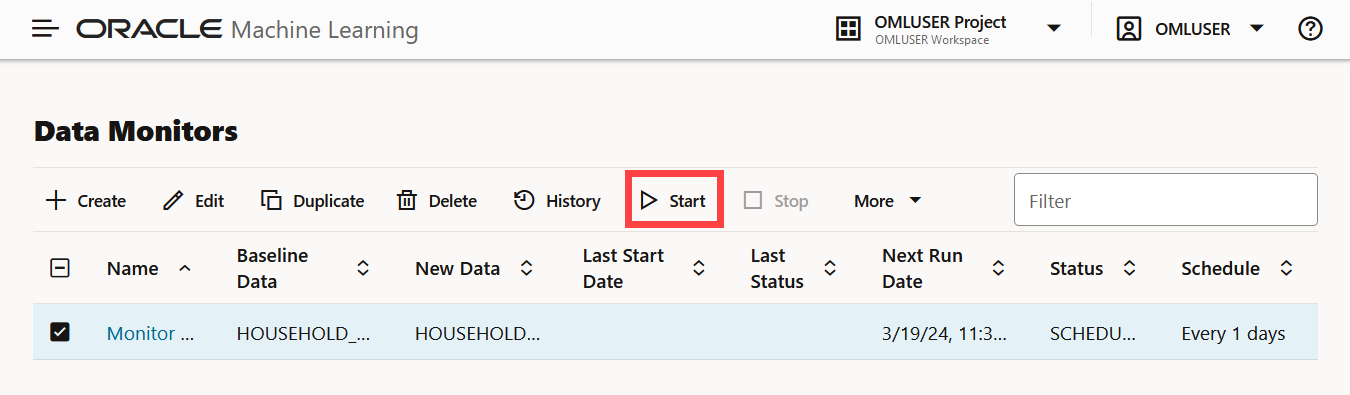 ORACLE Machine Learning
OMLUSER Project
OMLUSER Workspace
OMLUSER
Data Monitors
Create Edit Duplicate Delete History Start Stop More Filter
Name Baseline Data New Data Last Start Date Last Status Next Run Date Status Schedule
Monitor ... HOUSEHOLD_... HOUSEHOLD... 3/19/24, 11:3... SCHEDU... Every 1 days